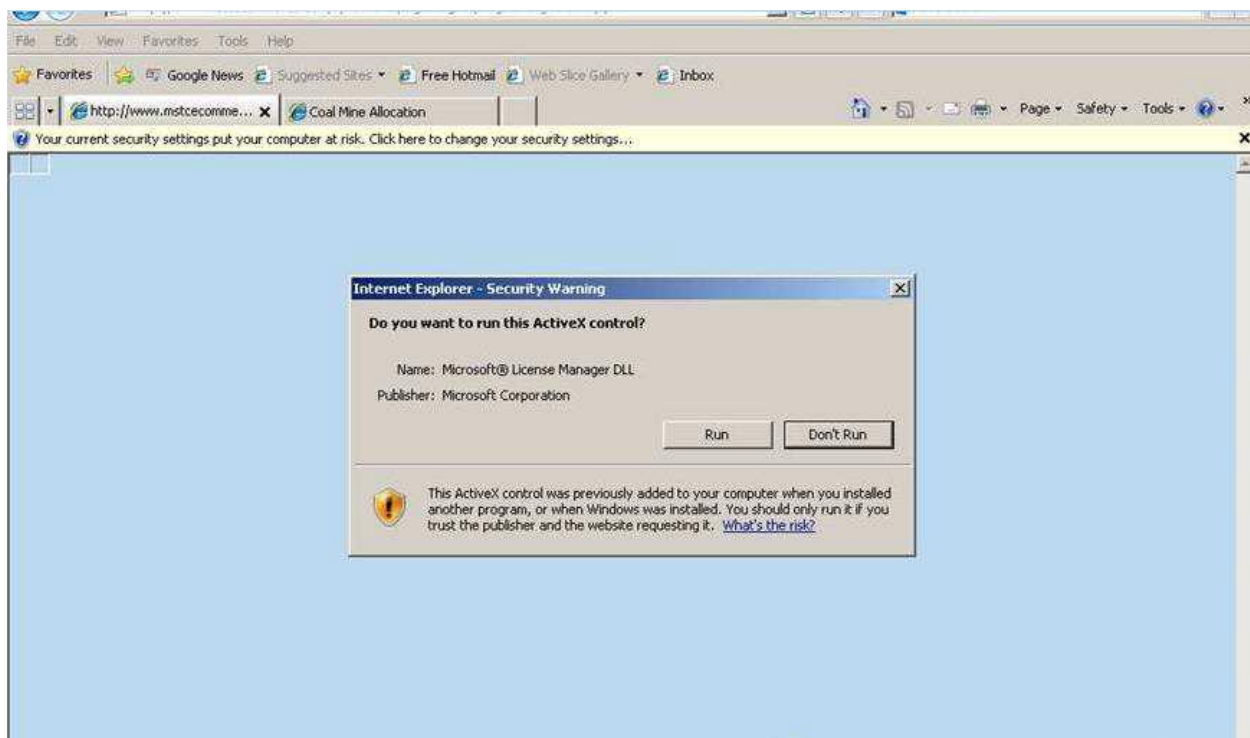 File Edit View Favorites Tools Help
Favorites Google News Suggested Sites Free Hotmail Web Slice Gallery Inbox
http://www.mstcecomme... Coal Mine Allocation Page Safety Tools
Your current security settings put your computer at risk. Click here to change your security settings...
Internet Explorer - Security Warning
Do you want to run this ActiveX control?
Name: Microsoft® License Manager DLL
Publisher: Microsoft Corporation
Run Don't Run
This ActiveX control was previously added to your computer when you installed
another program, or when Windows was installed. You should only run it if you
trust the publisher and the website requesting it. What's the risk?